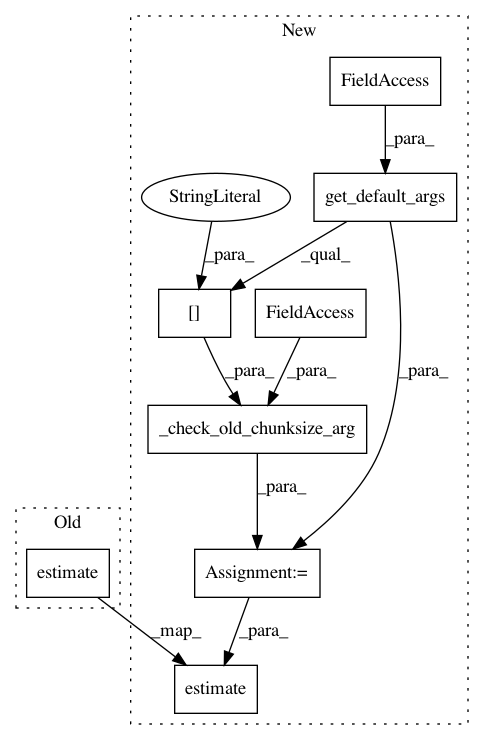 New
FieldAccess
_para_
StringLiteral
get_default_args
_para_
_qual_
[]
FieldAccess
_para_
_para_
_para_
_check_old_chunksize_arg
_para_
Old
estimate
Assignment:=
_map_
_para_
estimate